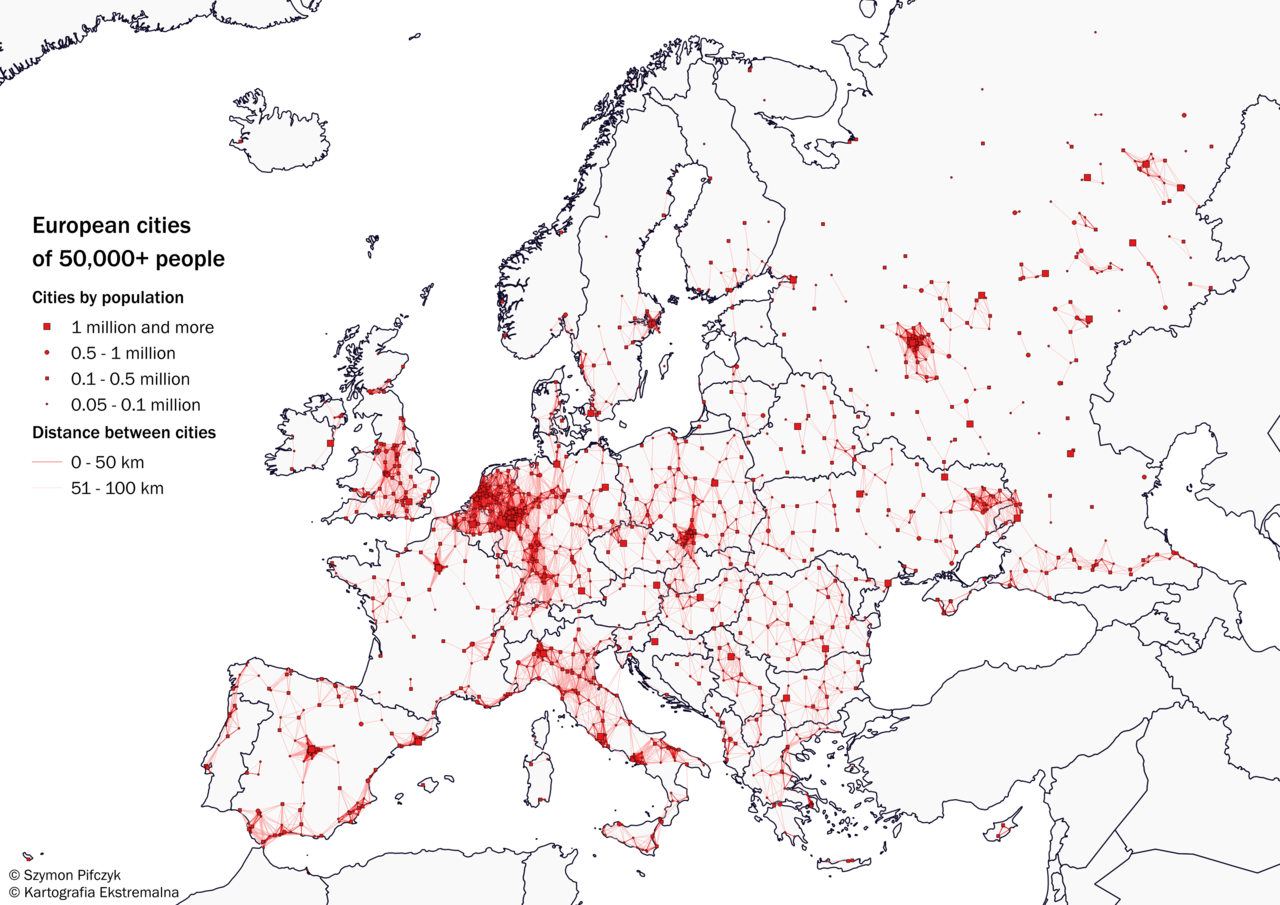 European cities
of 50,000+ people
Cities by population
1 million and more
0.5 - 1 million
0.1 - 0.5 million
0.05 - 0.1 million
Distance between cities
0 - 50 km
51 - 100 km
© Szymon Pifczyk
© Kartografia Ekstremalna